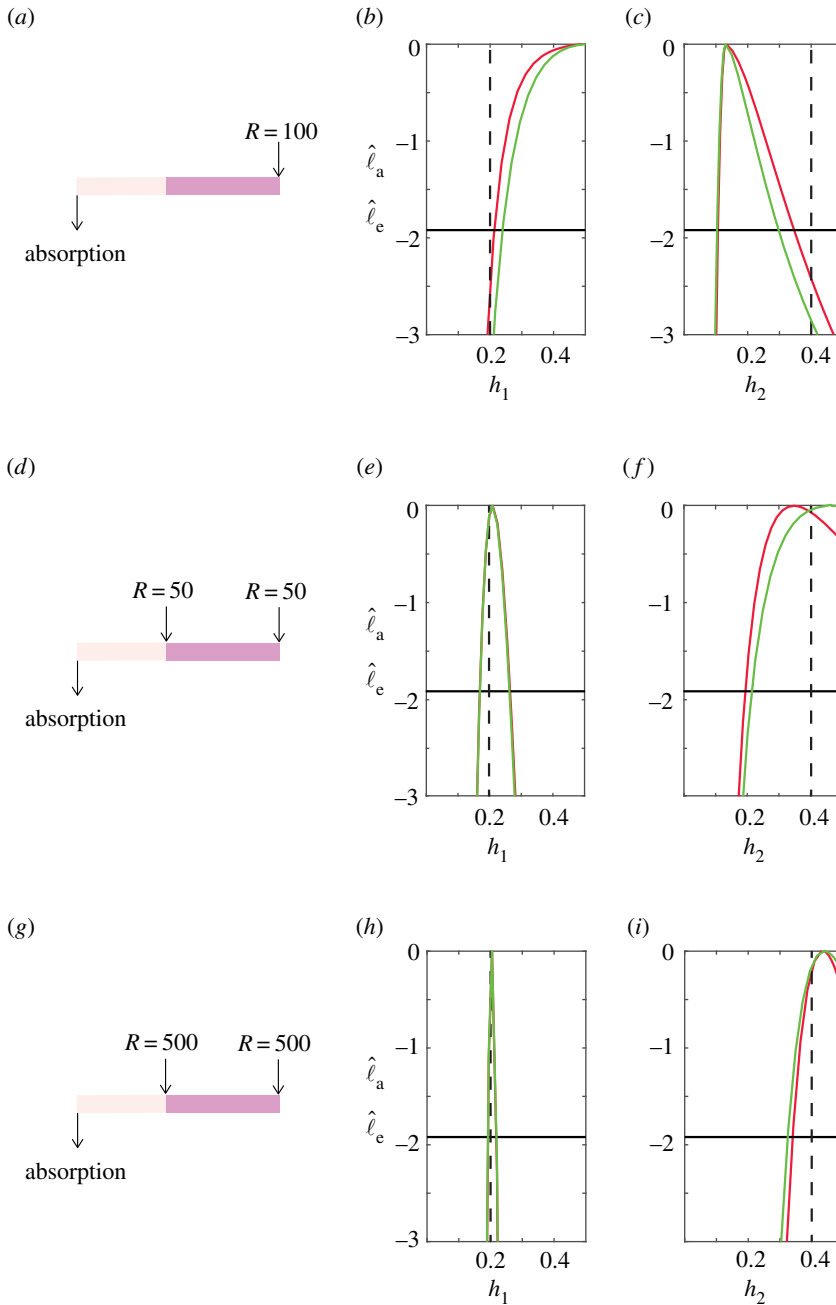 (a)
R = 100
absorption
(b)
0
−1
−2
−3
ℓ̂a
ℓ̂e
0.2 0.4
h1
(c)
0
−1
−2
−3
0.2 0.4
h2
(d)
R = 50 R = 50
absorption
(e)
0
−1
−2
−3
ℓ̂a
ℓ̂e
0.2 0.4
h1
(f)
0
−1
−2
−3
0.2 0.4
h2
(g)
R = 500 R = 500
absorption
(h)
0
−1
−2
−3
ℓ̂a
ℓ̂e
0.2 0.4
h1
(i)
0
−1
−2
−3
0.2 0.4
h2